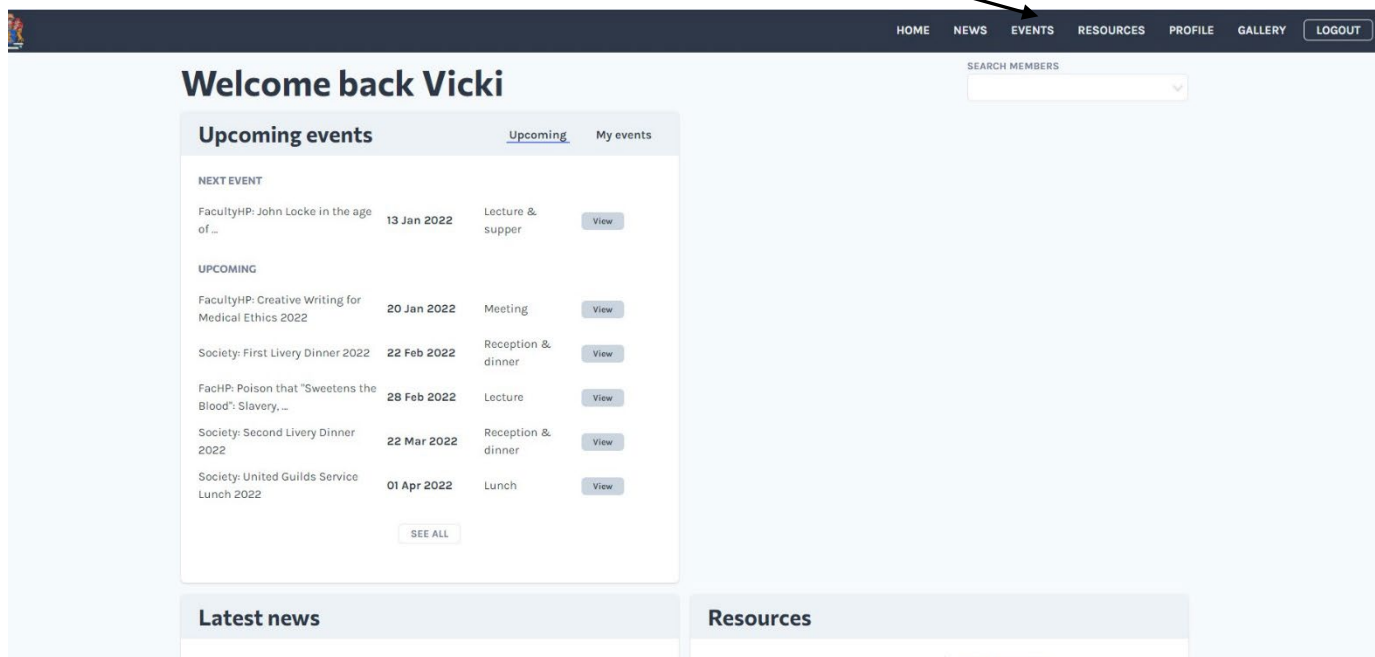 HOME NEWS EVENTS RESOURCES PROFILE GALLERY LOGOUT
SEARCH MEMBERS
Welcome back Vicki
Upcoming events
Upcoming My events
NEXT EVENT
FacultyHP: John Locke in the age
of ...
13 Jan 2022
Lecture &
supper
View
UPCOMING
FacultyHP: Creative Writing for
Medical Ethics 2022
20 Jan 2022
Meeting
View
Society: First Livery Dinner 2022
22 Feb 2022
Reception &
dinner
View
FacHP: Poison that "Sweetens the
Blood": Slavery, ...
28 Feb 2022
Lecture
View
Society: Second Livery Dinner
2022
22 Mar 2022
Reception &
dinner
View
Society: United Guilds Service
Lunch 2022
01 Apr 2022
Lunch
View
SEE ALL
Latest news
Resources